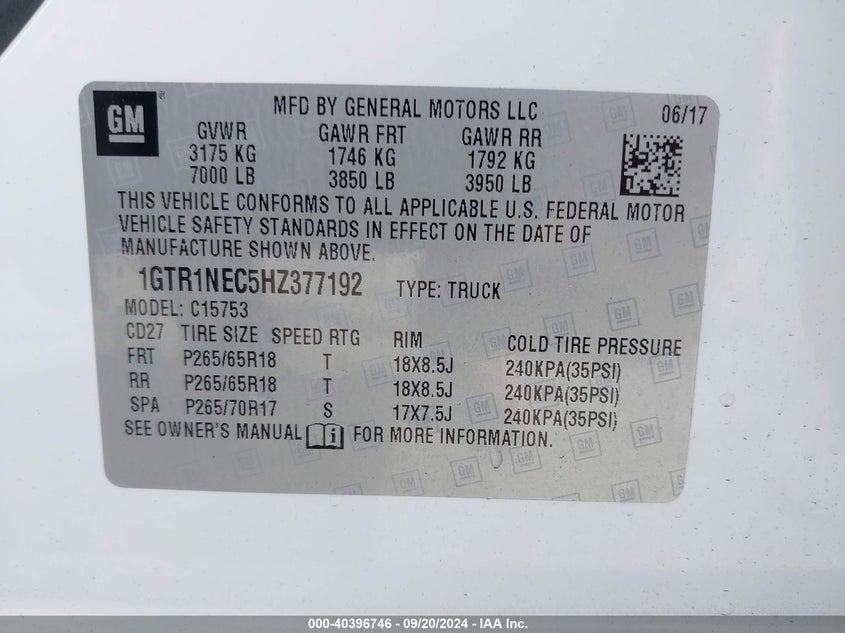 GM ®
MFD BY GENERAL MOTORS LLC 06/17
GVWR GAWR FRT GAWR RR
3175 KG 1746 KG 1792 KG
7000 LB 3850 LB 3950 LB
THIS VEHICLE CONFORMS TO ALL APPLICABLE U.S. FEDERAL MOTOR
VEHICLE SAFETY STANDARDS IN EFFECT ON THE DATE OF
MANUFACTURE SHOWN ABOVE.
1GTR1NEC5HZ377192 TYPE: TRUCK
MODEL: C15753
CD27 TIRE SIZE SPEED RTG RIM COLD TIRE PRESSURE
FRT P265/65R18 T 18X8.5J 240KPA(35PSI)
RR P265/65R18 T 18X8.5J 240KPA(35PSI)
SPA P265/70R17 S 17X7.5J 240KPA(35PSI)
SEE OWNER'S MANUAL i FOR MORE INFORMATION.
000-40396746 - 09/20/2024 - IAA Inc.